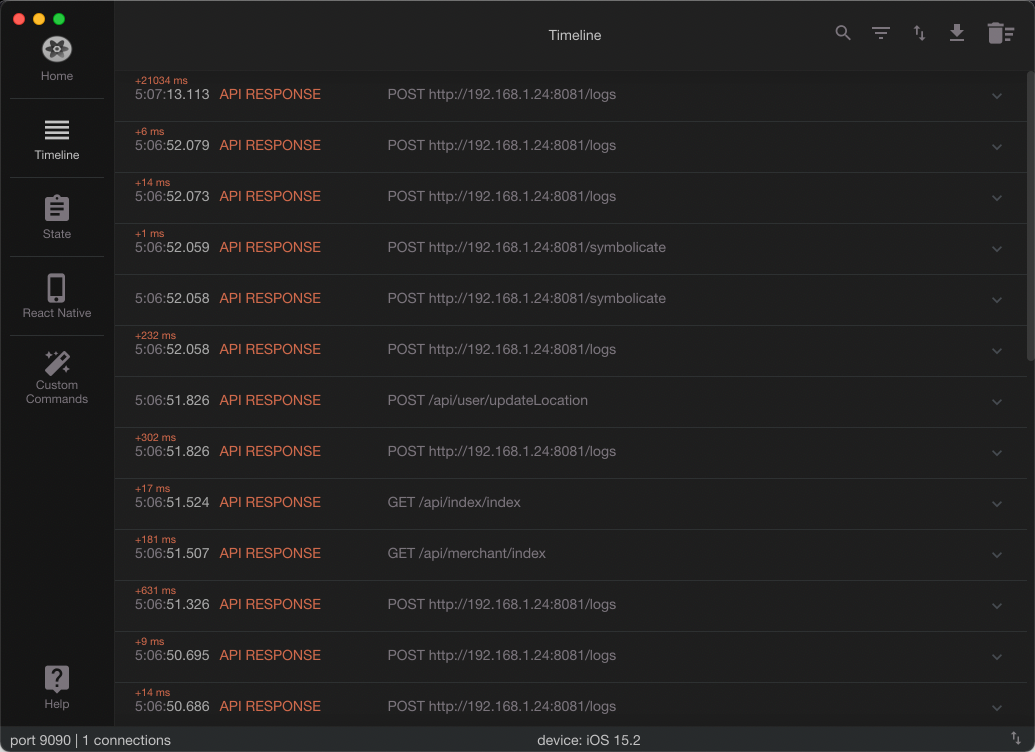 Timeline
Home
Timeline
State
React Native
Custom
Commands
Help
+21034 ms
5:07:13.113 API RESPONSE POST http://192.168.1.24:8081/logs
+6 ms
5:06:52.079 API RESPONSE POST http://192.168.1.24:8081/logs
+14 ms
5:06:52.073 API RESPONSE POST http://192.168.1.24:8081/logs
+1 ms
5:06:52.059 API RESPONSE POST http://192.168.1.24:8081/symbolicate
5:06:52.058 API RESPONSE POST http://192.168.1.24:8081/symbolicate
+232 ms
5:06:52.058 API RESPONSE POST http://192.168.1.24:8081/logs
5:06:51.826 API RESPONSE POST /api/user/updateLocation
+302 ms
5:06:51.826 API RESPONSE POST http://192.168.1.24:8081/logs
+17 ms
5:06:51.524 API RESPONSE GET /api/index/index
+181 ms
5:06:51.507 API RESPONSE GET /api/merchant/index
+631 ms
5:06:51.326 API RESPONSE POST http://192.168.1.24:8081/logs
+9 ms
5:06:50.695 API RESPONSE POST http://192.168.1.24:8081/logs
+14 ms
5:06:50.686 API RESPONSE POST http://192.168.1.24:8081/logs
port 9090 | 1 connections
device: iOS 15.2